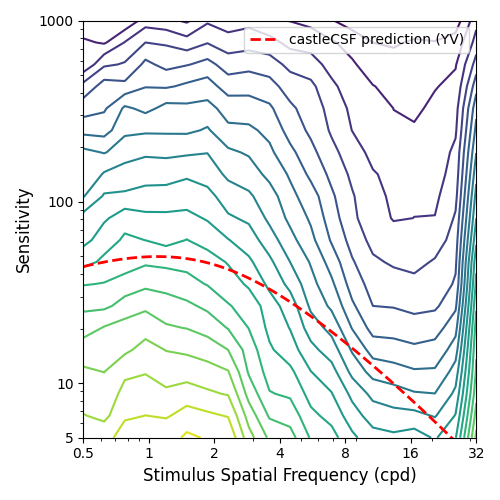 1000
castleCSF prediction (YV)
Sensitivity
100
10
5
0.5 1 2 4 8 16 32
Stimulus Spatial Frequency (cpd)